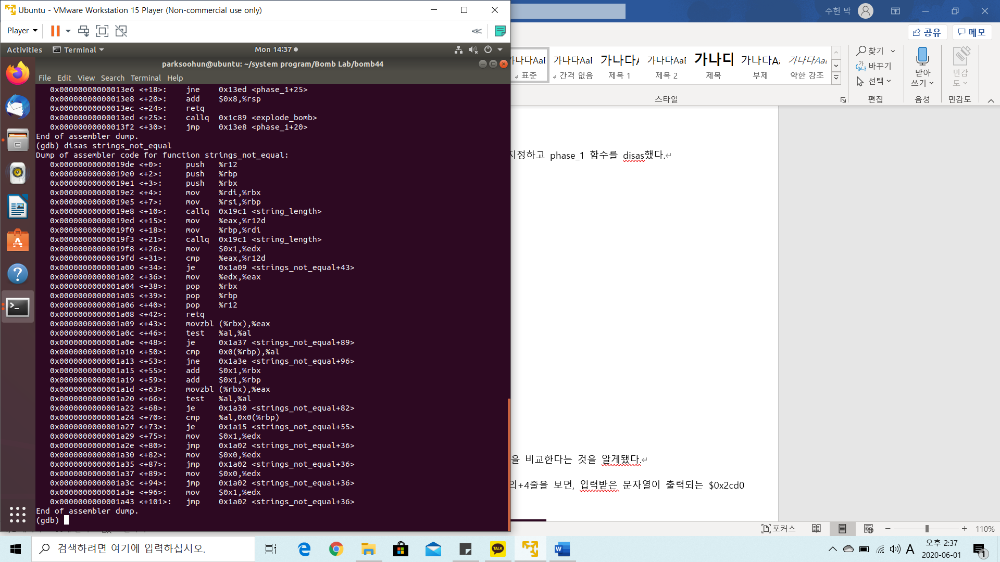 Ubuntu - VMware Workstation 15 Player (Non-commercial use only)
Player
Activities
Terminal
Mon 14:37
parksoohun@ubuntu: ~/system program/Bomb Lab/bomb44
File Edit View Search Terminal Help
0x00000000000013e6 <+18>: jne 0x13ed <phase_1+25>
0x00000000000013e8 <+20>: add $0x8,%rsp
0x00000000000013ec <+24>: retq
0x00000000000013ed <+25>: callq 0x1c89 <explode_bomb>
0x00000000000013f2 <+30>: jmp 0x13e8 <phase_1+20>
End of assembler dump.
(gdb) disas strings_not_equal
Dump of assembler code for function strings_not_equal:
0x00000000000019de <+0>: push %r12
0x00000000000019e0 <+2>: push %rbp
0x00000000000019e1 <+3>: push %rbx
0x00000000000019e2 <+4>: mov %rdi,%rbx
0x00000000000019e5 <+7>: mov %rsi,%rbp
0x00000000000019e8 <+10>: callq 0x19c1 <string_length>
0x00000000000019ed <+15>: mov %eax,%r12d
0x00000000000019f0 <+18>: mov %rbp,%rdi
0x00000000000019f3 <+21>: callq 0x19c1 <string_length>
0x00000000000019f8 <+26>: mov $0x1,%edx
0x00000000000019fd <+31>: cmp %eax,%r12d
0x0000000000001a00 <+34>: je 0x1a09 <strings_not_equal+43>
0x0000000000001a02 <+36>: mov %edx,%eax
0x0000000000001a04 <+38>: pop %rbx
0x0000000000001a05 <+39>: pop %rbp
0x0000000000001a06 <+40>: pop %r12
0x0000000000001a08 <+42>: retq
0x0000000000001a09 <+43>: movzbl (%rbx),%eax
0x0000000000001a0c <+46>: test %al,%al
0x0000000000001a0e <+48>: je 0x1a37 <strings_not_equal+89>
0x0000000000001a10 <+50>: cmp 0x0(%rbp),%al
0x0000000000001a13 <+53>: jne 0x1a3e <strings_not_equal+96>
0x0000000000001a15 <+55>: add $0x1,%rbx
0x0000000000001a19 <+59>: add $0x1,%rbp
0x0000000000001a1d <+63>: movzbl (%rbx),%eax
0x0000000000001a20 <+66>: test %al,%al
0x0000000000001a22 <+68>: je 0x1a30 <strings_not_equal+82>
0x0000000000001a24 <+70>: cmp %al,0x0(%rbp)
0x0000000000001a27 <+73>: je 0x1a15 <strings_not_equal+55>
0x0000000000001a29 <+75>: mov $0x1,%edx
0x0000000000001a2e <+80>: jmp 0x1a02 <strings_not_equal+36>
0x0000000000001a30 <+82>: mov $0x0,%edx
0x0000000000001a35 <+87>: jmp 0x1a02 <strings_not_equal+36>
0x0000000000001a37 <+89>: mov $0x0,%edx
0x0000000000001a3c <+94>: jmp 0x1a02 <strings_not_equal+36>
0x0000000000001a3e <+96>: mov $0x1,%edx
0x0000000000001a43 <+101>: jmp 0x1a02 <strings_not_equal+36>
End of assembler dump.
(gdb)
수헌 박
공유 메모
가나다AaB 가나다AaB 가나다A 가나다AaB 가나다 가나다A 가나다Aa
표준 간격 없음 제목 1 제목 2 제목 부제 약한 강조
스타일
찾기
바꾸기
선택
편집
받아
쓰기
음성
민감
도
민감도
지정하고 phase_1 함수를 disas했다.
을 비교한다는 것을 알게됐다.
의+4줄을 보면, 입력받은 문자열이 출력되는 $0x2cd0
포커스
110%
검색하려면 여기에 입력하십시오.
TALK
A
오후 2:37
2020-06-01
1